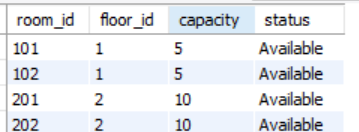 room_id floor_id capacity status
101 1 5 Available
102 1 5 Available
201 2 10 Available
202 2 10 Available